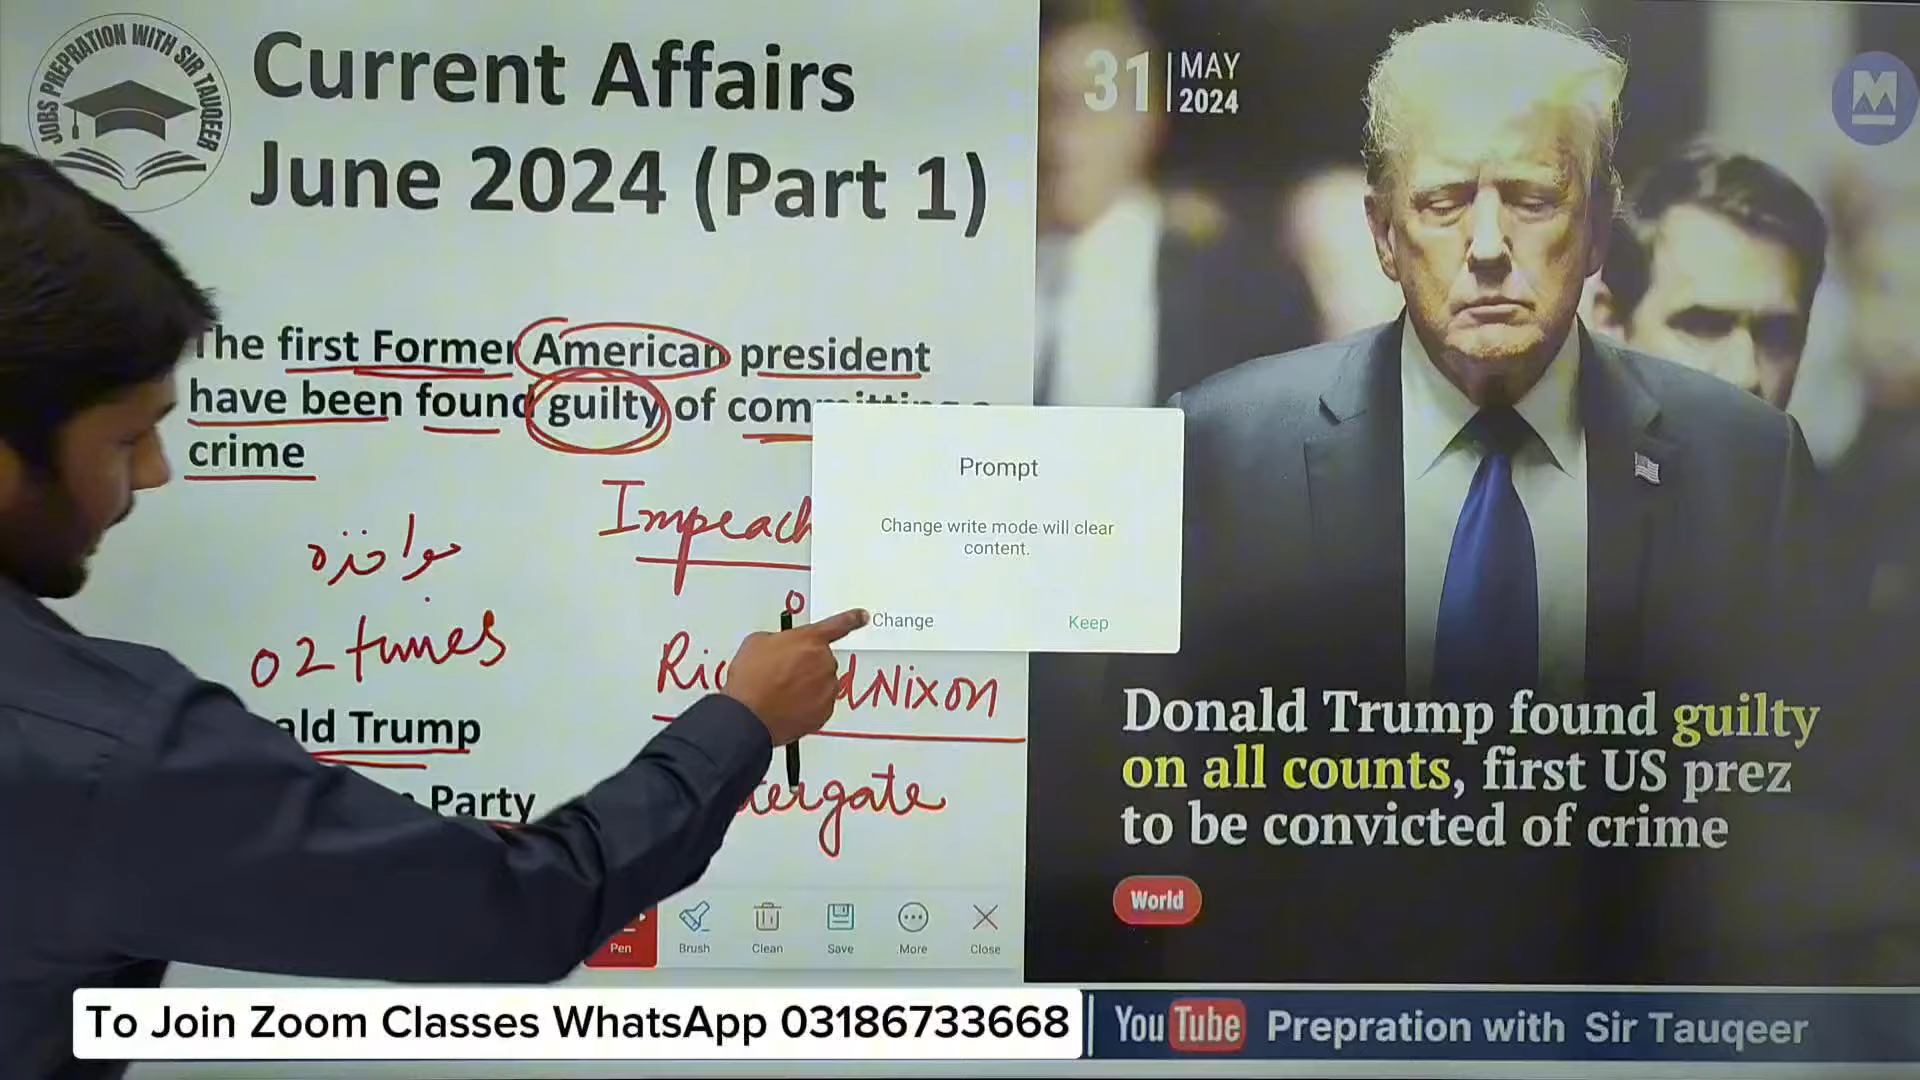 JOBS PREPRATION WITH SIR TAUQEER
Current Affairs
June 2024 (Part 1)
The first Former American president
have been found guilty of committing a
crime
مواخذہ
Impeach
02 times
Nixon
ald Trump
Party
tergate
Prompt
Change write mode will clear
content.
Change
Keep
Pen
Brush
Clean
Save
More
Close
31 MAY
2024
M
Donald Trump found guilty
on all counts, first US prez
to be convicted of crime
World
To Join Zoom Classes WhatsApp 03186733668
YouTube Prepration with Sir Tauqeer